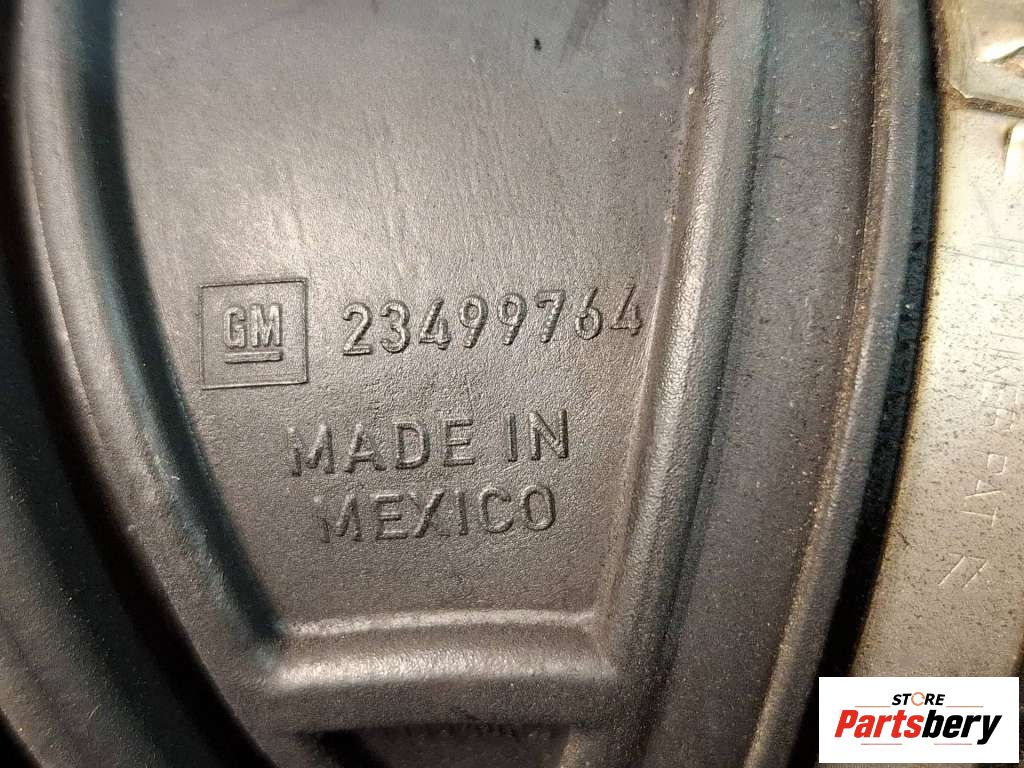 GM 23499764
MADE IN
MEXICO
STORE
Partsbery